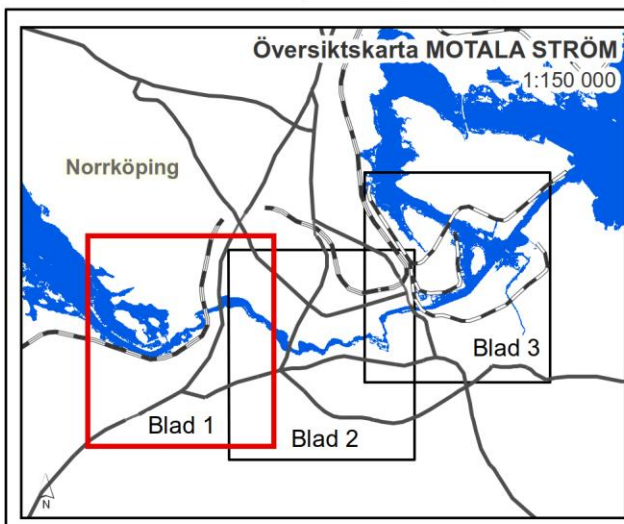 Översiktskarta MOTALA STRÖM
1:150 000
Norrköping
Blad 3
Blad 1
Blad 2
N